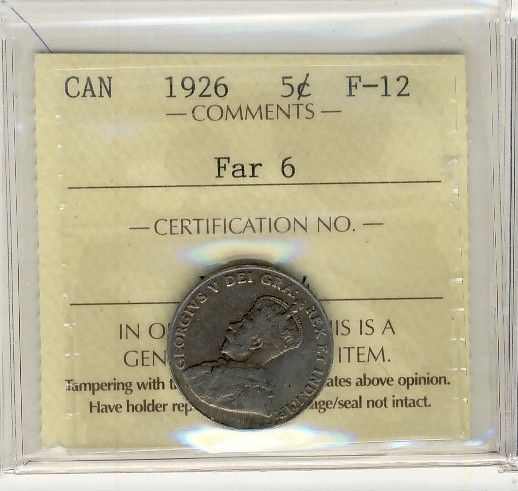 CAN 1926 5¢ F-12
— COMMENTS —
Far 6
— CERTIFICATION NO. —
GEORGIVS V DEI GRA: REX ET IND: IMP:
IN O IS IS A
GEN ITEM.
Tampering with t ates above opinion.
Have holder rep age/seal not intact.